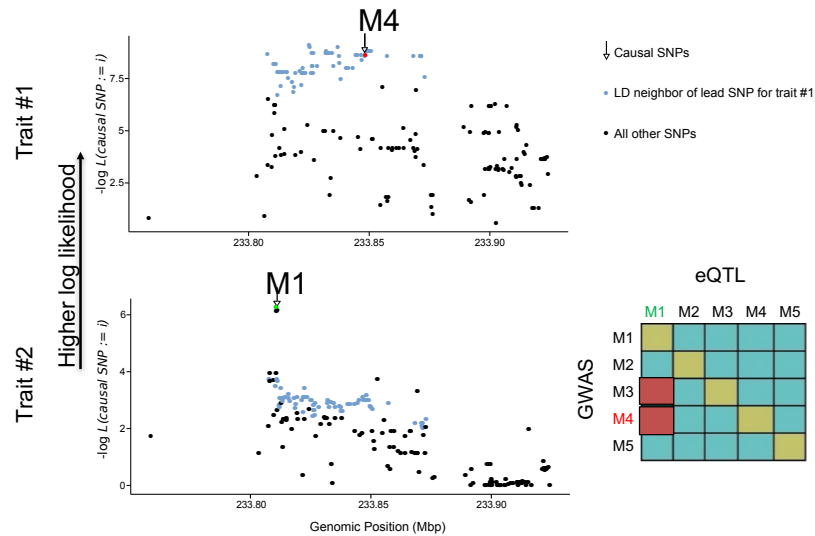 M4
Trait #1
-log L(causal SNP := i)
7.5
5
2.5
233.80
233.85
233.90
Causal SNPs
LD neighbor of lead SNP for trait #1
All other SNPs
Higher log likelihood
M1
Trait #2
-log L(causal SNP := i)
6
4
2
0
233.80
233.85
233.90
Genomic Position (Mbp)
eQTL
M1 M2 M3 M4 M5
GWAS
M1
M2
M3
M4
M5